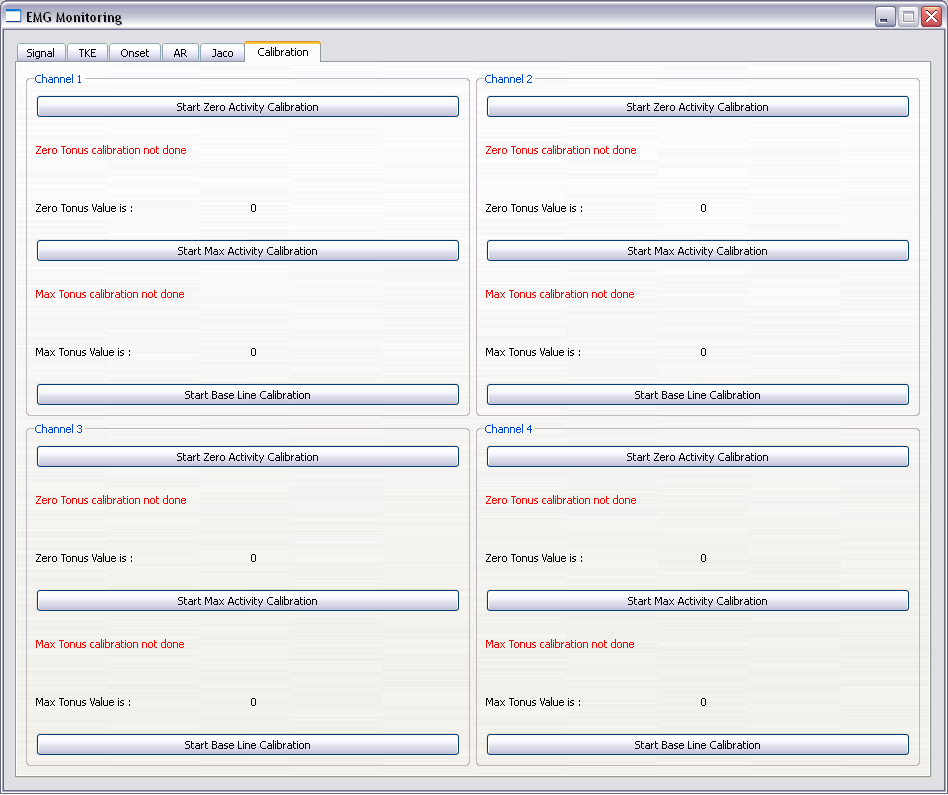 EMG Monitoring
Signal TKE Onset AR Jaco Calibration
Channel 1
Start Zero Activity Calibration
Zero Tonus calibration not done
Zero Tonus Value is : 0
Start Max Activity Calibration
Max Tonus calibration not done
Max Tonus Value is : 0
Start Base Line Calibration
Channel 2
Start Zero Activity Calibration
Zero Tonus calibration not done
Zero Tonus Value is : 0
Start Max Activity Calibration
Max Tonus calibration not done
Max Tonus Value is : 0
Start Base Line Calibration
Channel 3
Start Zero Activity Calibration
Zero Tonus calibration not done
Zero Tonus Value is : 0
Start Max Activity Calibration
Max Tonus calibration not done
Max Tonus Value is : 0
Start Base Line Calibration
Channel 4
Start Zero Activity Calibration
Zero Tonus calibration not done
Zero Tonus Value is : 0
Start Max Activity Calibration
Max Tonus calibration not done
Max Tonus Value is : 0
Start Base Line Calibration